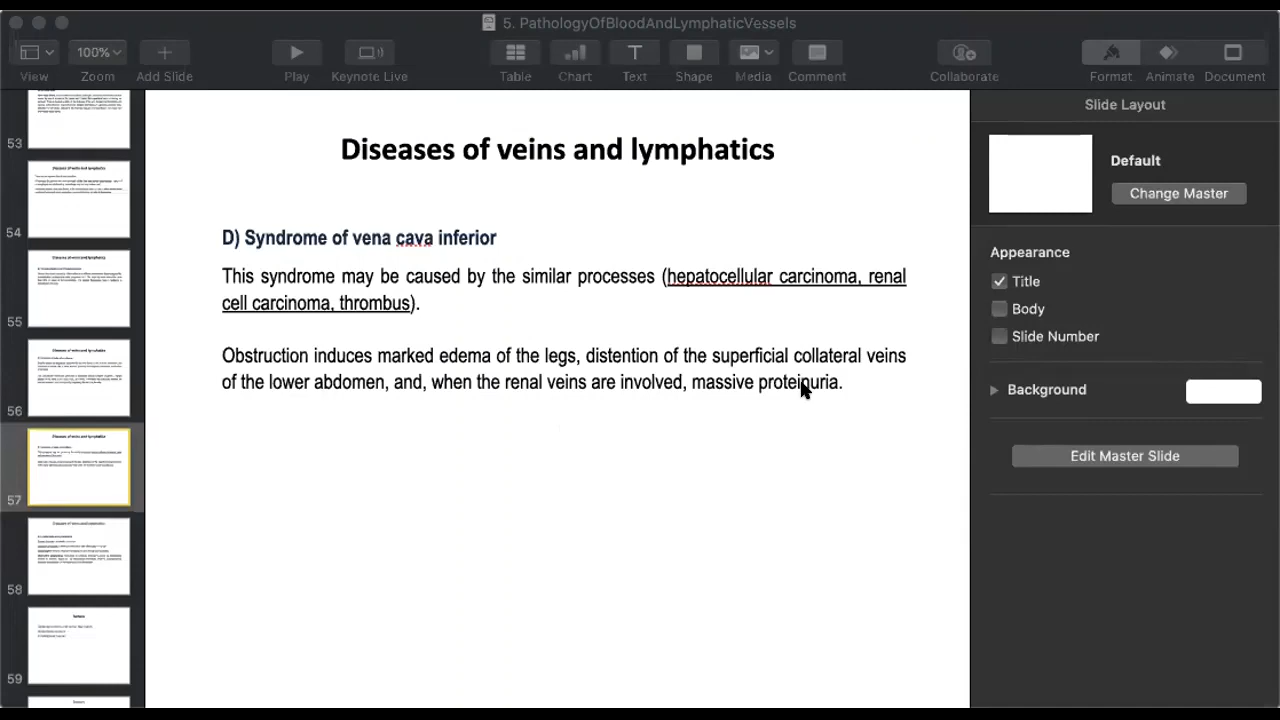 5. PathologyOfBloodAndLymphaticVessels
100%
View
Zoom
Add Slide
Play
Keynote Live
Table
Chart
Text
Shape
Media
Comment
Collaborate
Format
Animate
Document
53
54
55
56
57
58
59
Diseases of veins and lymphatics
D) Syndrome of vena cava inferior
This syndrome may be caused by the similar processes (hepatocellular carcinoma, renal
cell carcinoma, thrombus).
Obstruction induces marked edema of the legs, distention of the superficial collateral veins
of the lower abdomen, and, when the renal veins are involved, massive proteinuria.
Slide Layout
Default
Change Master
Appearance
Title
Body
Slide Number
Background
Edit Master Slide